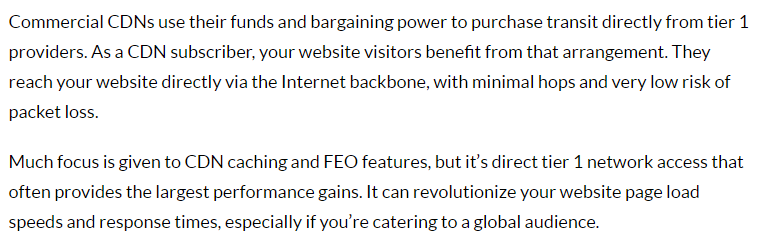 Commercial CDNs use their funds and bargaining power to purchase transit directly from tier 1
providers. As a CDN subscriber, your website visitors benefit from that arrangement. They
reach your website directly via the Internet backbone, with minimal hops and very low risk of
packet loss.
Much focus is given to CDN caching and FEO features, but it’s direct tier 1 network access that
often provides the largest performance gains. It can revolutionize your website page load
speeds and response times, especially if you’re catering to a global audience.